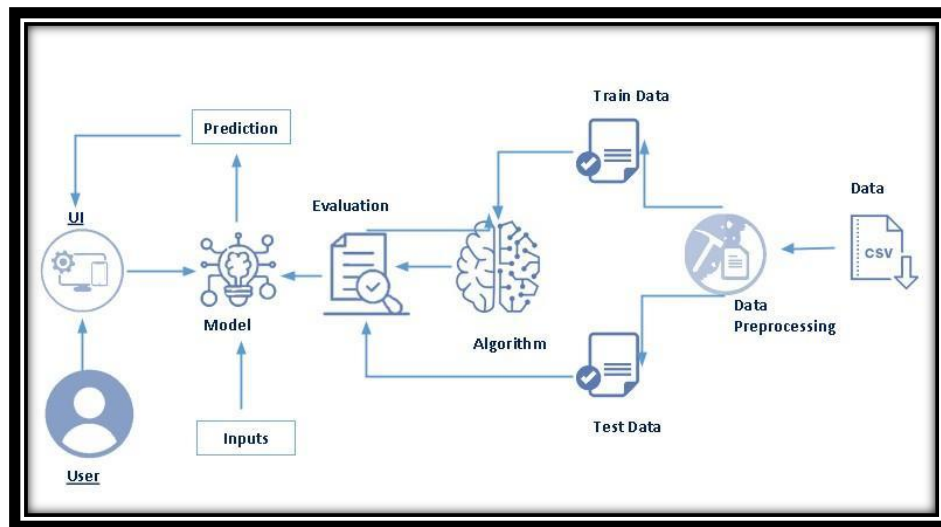 Train Data
Prediction
Data
UI
Evaluation
CSV
Model
Algorithm
Data
Preprocessing
Inputs
Test Data
User